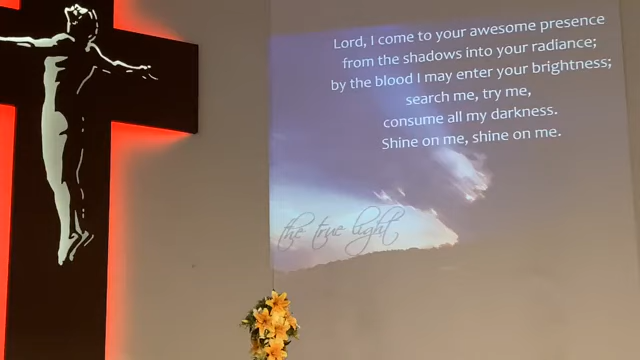 Lord, I come to your awesome presence
from the shadows into your radiance;
by the blood I may enter your brightness;
search me, try me,
consume all my darkness.
Shine on me, shine on me.
the true light